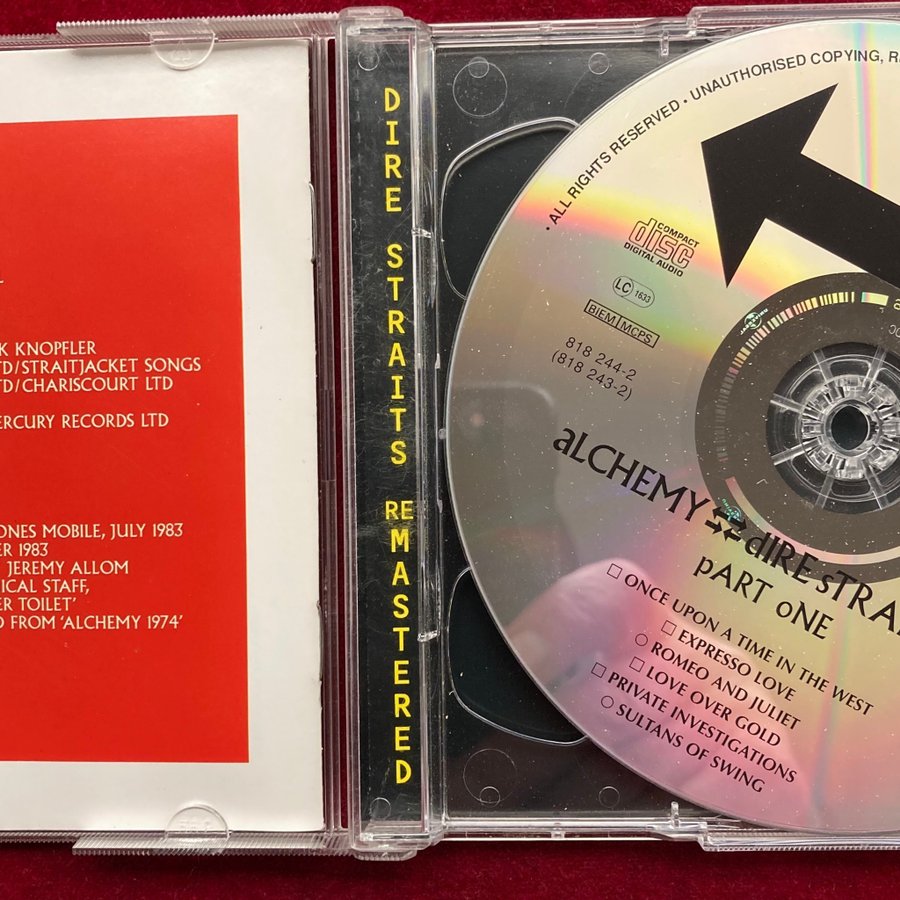 K KNOPFLER
TD/STRAITJACKET SONGS
TD/CHARISCOURT LTD
ERCURY RECORDS LTD
ONES MOBILE, JULY 1983
ER 1983
JEREMY ALLOM
ICAL STAFF,
ER TOILET'
D FROM 'ALCHEMY 1974'
DIRE STRAITS REMASTERED
· ALL RIGHTS RESERVED · UNAUTHORISED COPYING, R
COMPACT
disc
DIGITAL AUDIO
LC 1633
BIEM MCPS
818 244-2
(818 243-2)
aLCHEMY dIRE sTRA
pART oNE
ONCE UPON A TIME IN THE WEST
EXPRESSO LOVE
ROMEO AND JULIET
LOVE OVER GOLD
PRIVATE INVESTIGATIONS
SULTANS OF SWING